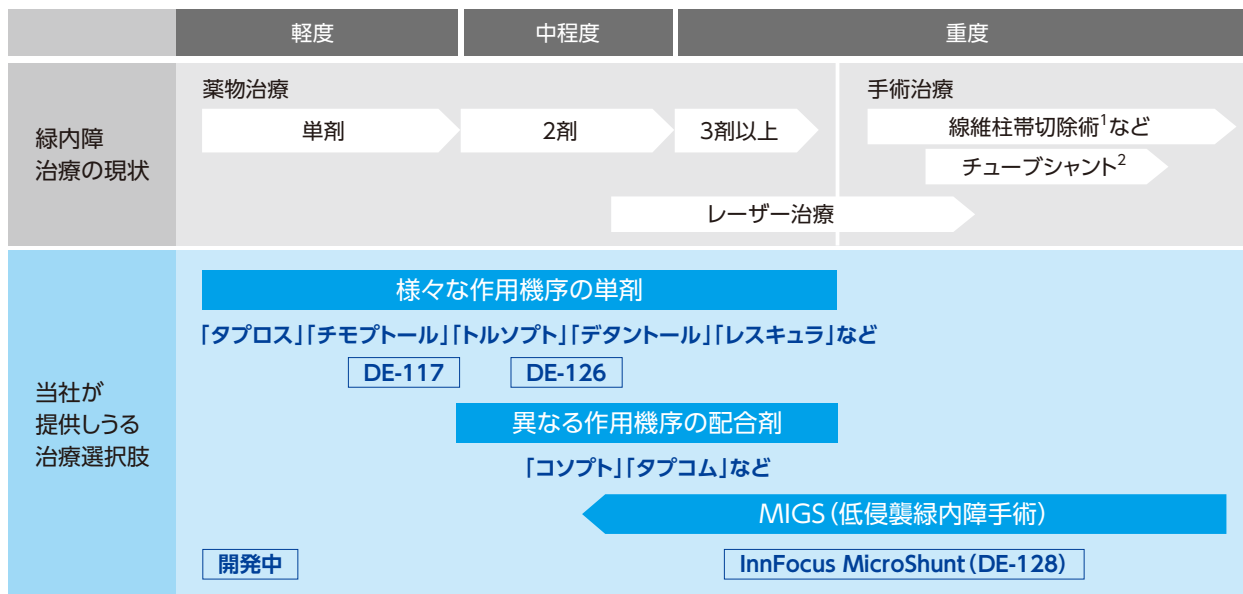 軽度
中程度
重度
緑内障
治療の現状
薬物治療
手術治療
単剤
2剤
3剤以上
線維柱帯切除術1など
チューブシャント2
レーザー治療
当社が
提供しうる
治療選択肢
様々な作用機序の単剤
「タプロス」「チモプトール」「トルソプト」「デタントール」「レスキュラ」など
DE-117
DE-126
異なる作用機序の配合剤
「コソプト」「タプコム」など
MIGS(低侵襲緑内障手術)
開発中
InnFocus MicroShunt(DE-128)